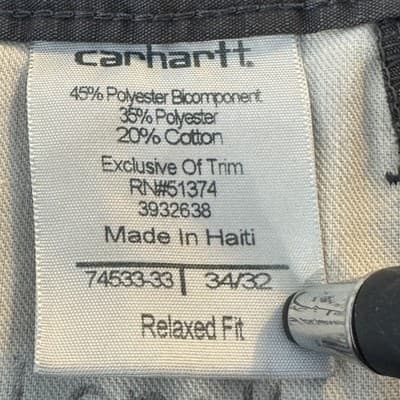 carhartt.
45% Polyester Bicomponent
35% Polyester
20% Cotton
Exclusive Of Trim
RN#51374
3932638
Made In Haiti
74533-33 | 34/32
Relaxed Fit